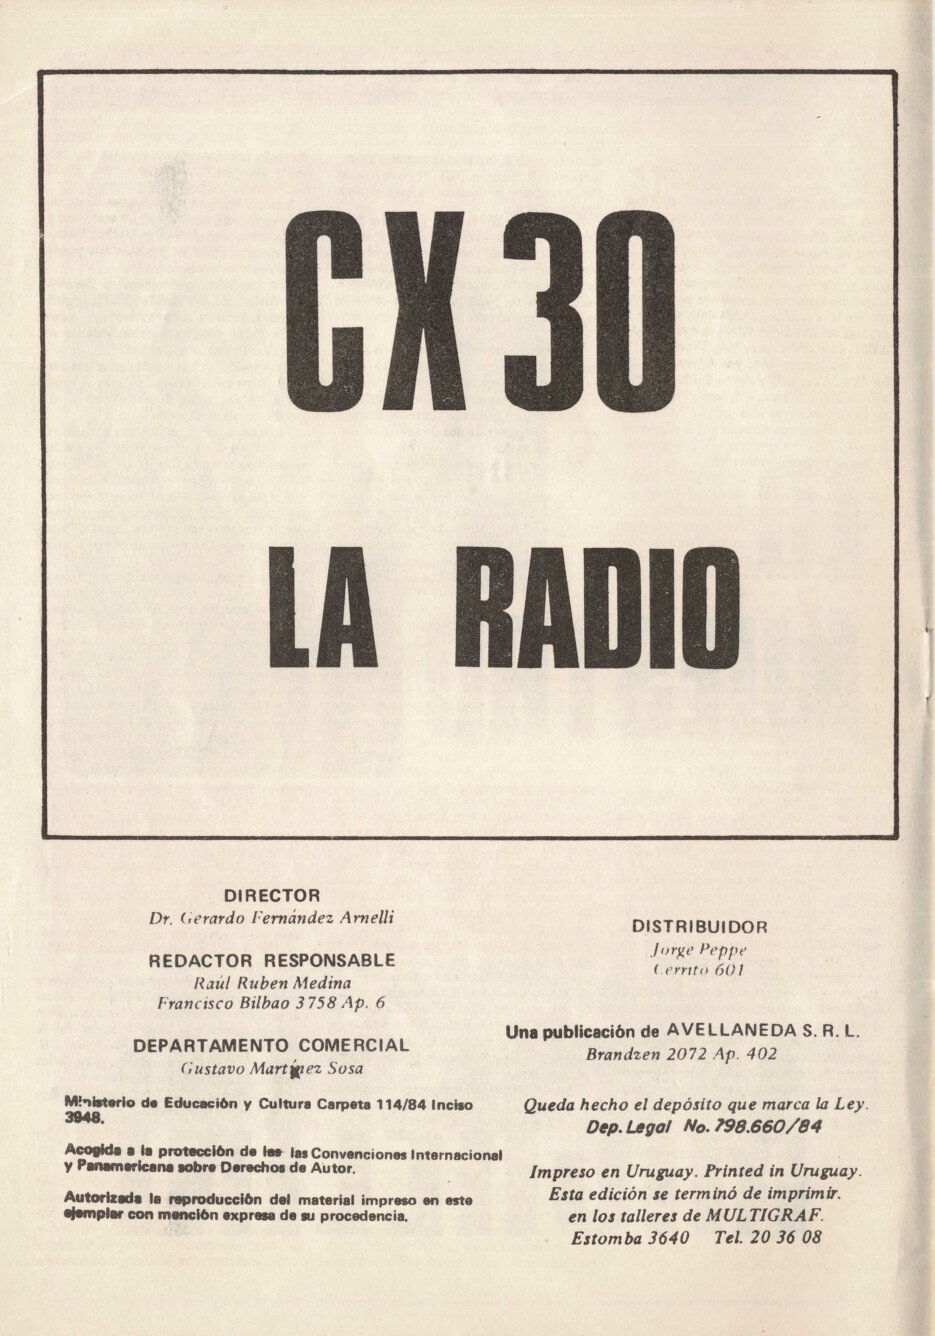 CX 30
LA RADIO
DIRECTOR
Dr. Gerardo Fernández Arnelli
REDACTOR RESPONSABLE
Raúl Ruben Medina
Francisco Bilbao 3758 Ap. 6
DEPARTAMENTO COMERCIAL
Gustavo Martínez Sosa
Ministerio de Educación y Cultura Carpeta 114/84 Inciso
3948.
Acogida a la protección de las las Convenciones Internacional
y Panamericana sobre Derechos de Autor.
Autorizada la reproducción del material impreso en este
ejemplar con mención expresa de su procedencia.
DISTRIBUIDOR
Jorge Peppe
Cerrito 601
Una publicación de AVELLANEDA S. R. L.
Brandzen 2072 Ap. 402
Queda hecho el depósito que marca la Ley.
Dep. Legal No. 798.660/84
Impreso en Uruguay. Printed in Uruguay.
Esta edición se terminó de imprimir.
en los talleres de MULTIGRAF.
Estomba 3640 Tel. 20 36 08